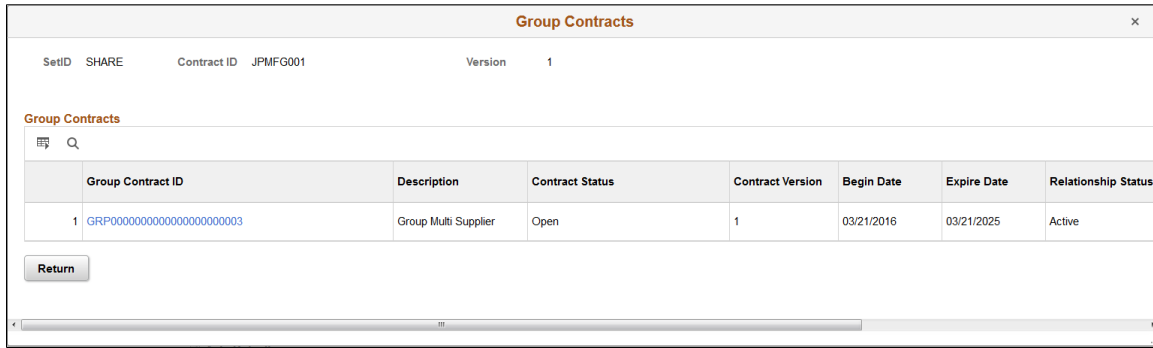 Group Contracts ×
SetID SHARE Contract ID JPMFG001 Version 1
Group Contracts
Group Contract ID Description Contract Status Contract Version Begin Date Expire Date Relationship Status
1 GRP0000000000000000000003 Group Multi Supplier Open 1 03/21/2016 03/21/2025 Active
Return